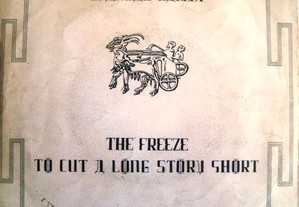 THE FREEZE
TO CUT A LONG STORY SHORT